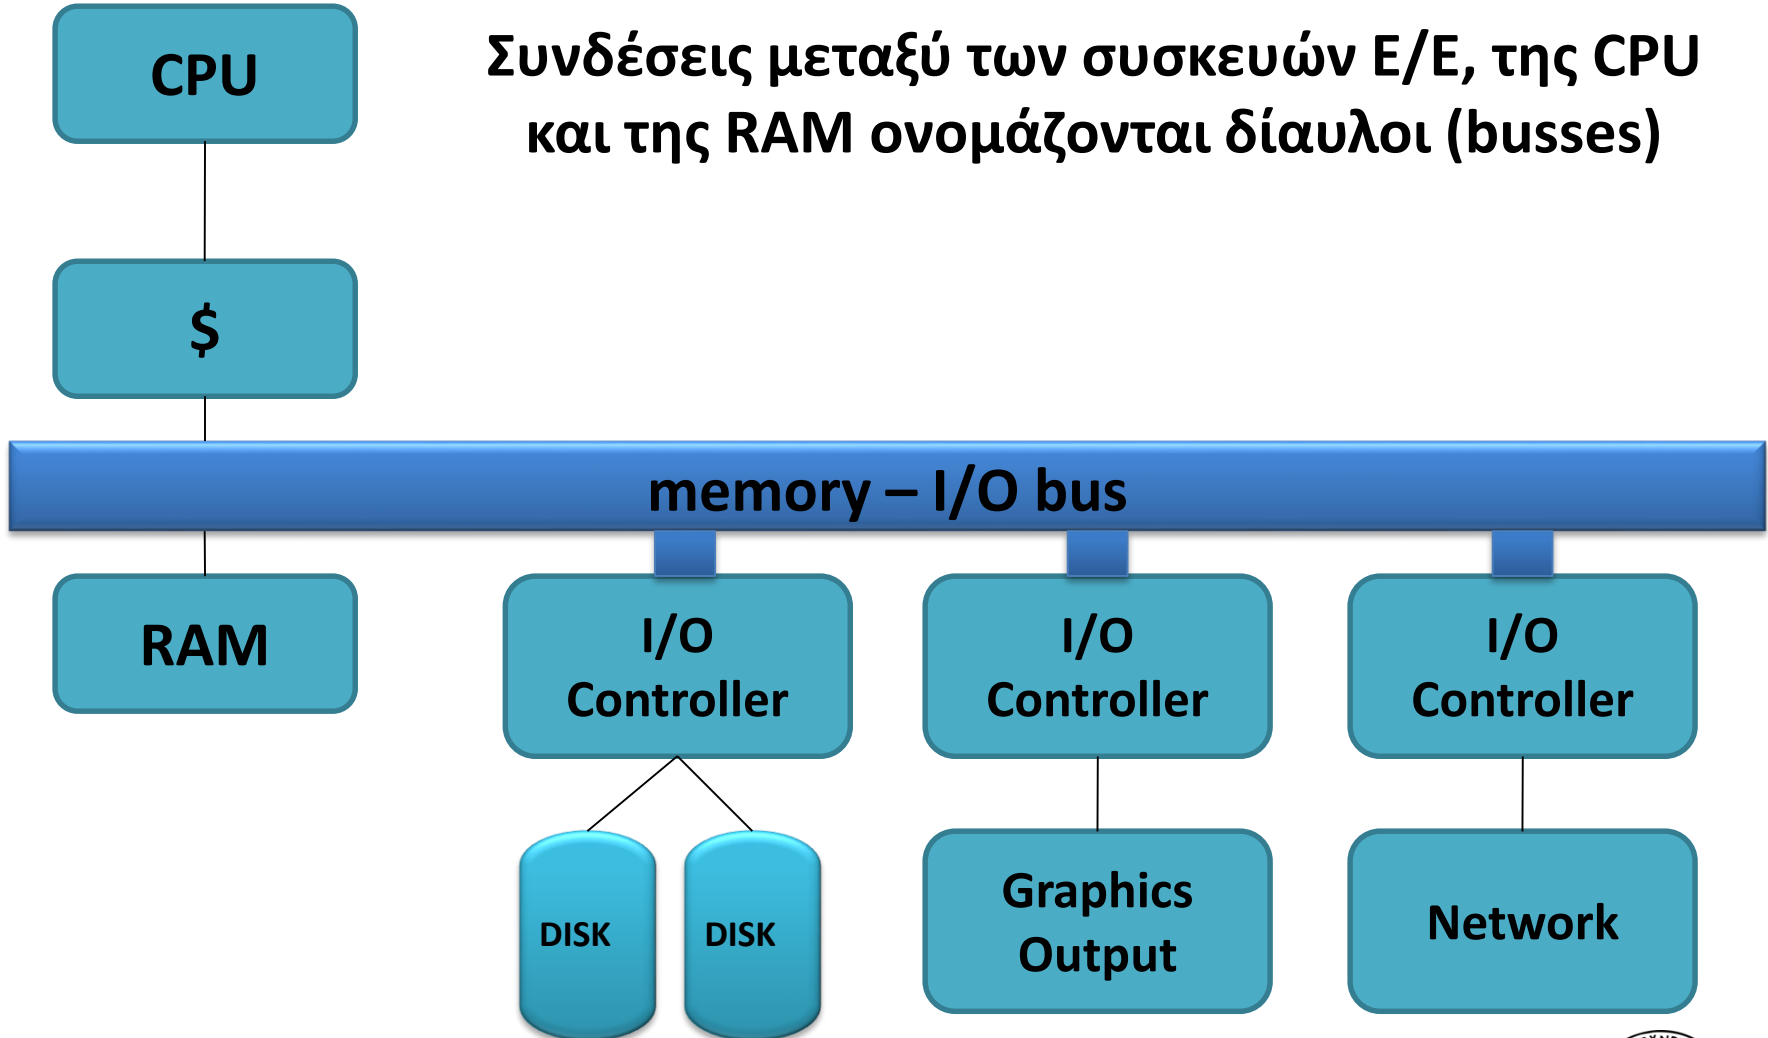 CPU
Συνδέσεις μεταξύ των συσκευών Ε/Ε, της CPU
και της RAM ονομάζονται δίαυλοι (busses)
$
memory – I/O bus
RAM
I/O
Controller
I/O
Controller
I/O
Controller
DISK
DISK
Graphics
Output
Network